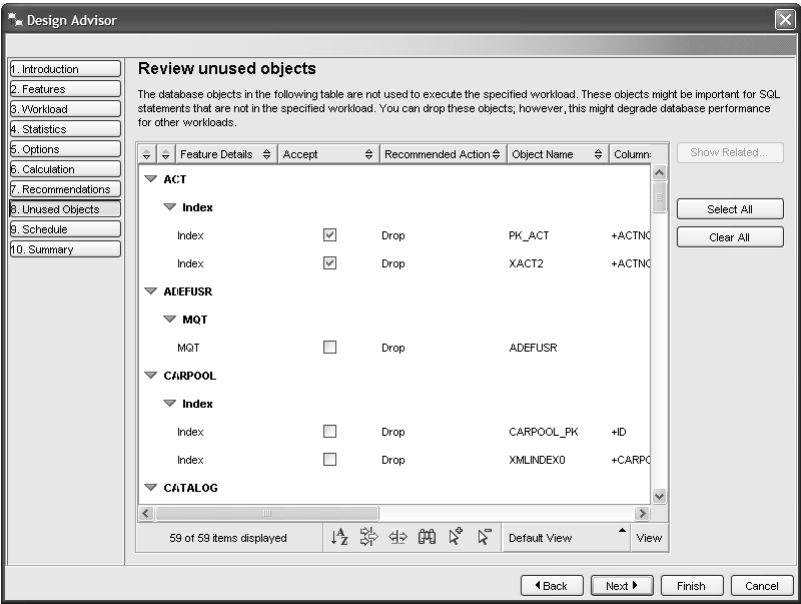 Design Advisor
1. Introduction
2. Features
3. Workload
4. Statistics
5. Options
6. Calculation
7. Recommendations
8. Unused Objects
9. Schedule
10. Summary
Review unused objects
The database objects in the following table are not used to execute the specified workload. These objects might be important for SQL
statements that are not in the specified workload. You can drop these objects; however, this might degrade database performance
for other workloads.
Feature Details Accept Recommended Action Object Name Column
ACT
Index
Index Drop PK_ACT +ACTNO
Index Drop XACT2 +ACTNO
ADEFUSR
MQT
MQT Drop ADEFUSR
CARPOOL
Index
Index Drop CARPOOL_PK +ID
Index Drop XMLINDEX0 +CARPO
CATALOG
59 of 59 items displayed Default View View
Show Related...
Select All
Clear All
Back Next Finish Cancel